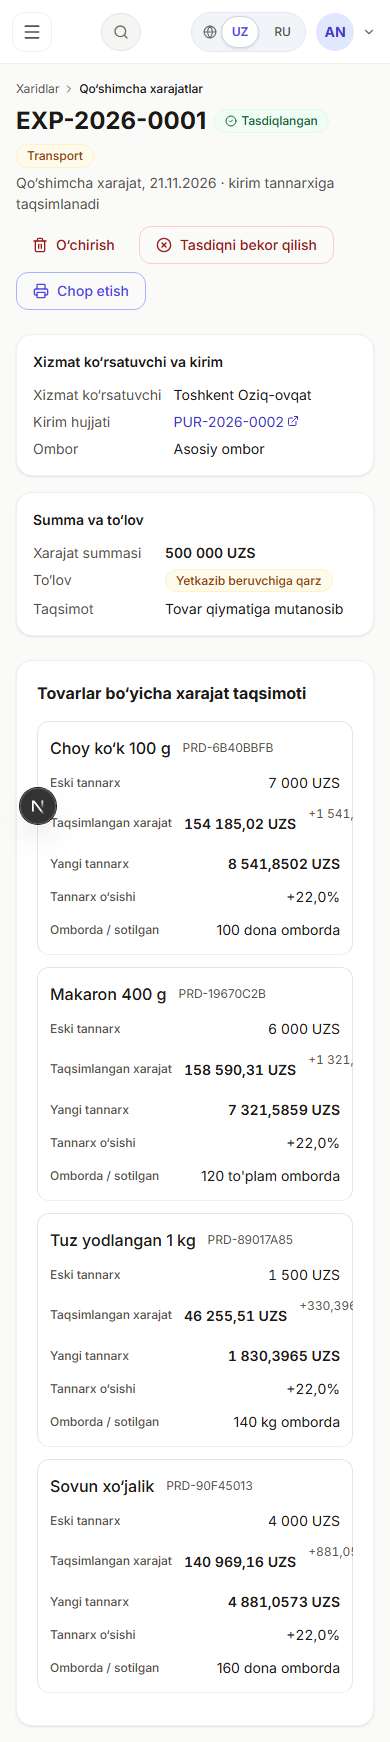 UZ RU AN
Xaridlar > Qo‘shimcha xarajatlar
EXP-2026-0001 Tasdiqlangan
Transport
Qo‘shimcha xarajat, 21.11.2026 · kirim tannarxiga
taqsimlanadi
O‘chirish Tasdiqni bekor qilish
Chop etish
Xizmat ko‘rsatuvchi va kirim
Xizmat ko‘rsatuvchi Toshkent Oziq-ovqat
Kirim hujjati PUR-2026-0002
Ombor Asosiy ombor
Summa va to‘lov
Xarajat summasi 500 000 UZS
To‘lov Yetkazib beruvchiga qarz
Taqsimot Tovar qiymatiga mutanosib
Tovarlar bo‘yicha xarajat taqsimoti
Choy ko‘k 100 g PRD-6B40BBFB
Eski tannarx 7 000 UZS
Taqsimlangan xarajat 154 185,02 UZS +1 541,
Yangi tannarx 8 541,8502 UZS
Tannarx o‘sishi +22,0%
Omborda / sotilgan 100 dona omborda
Makaron 400 g PRD-19670C2B
Eski tannarx 6 000 UZS
Taqsimlangan xarajat 158 590,31 UZS +1 321,
Yangi tannarx 7 321,5859 UZS
Tannarx o‘sishi +22,0%
Omborda / sotilgan 120 to'plam omborda
Tuz yodlangan 1 kg PRD-89017A85
Eski tannarx 1 500 UZS
Taqsimlangan xarajat 46 255,51 UZS +330,396
Yangi tannarx 1 830,3965 UZS
Tannarx o‘sishi +22,0%
Omborda / sotilgan 140 kg omborda
Sovun xo‘jalik PRD-90F45013
Eski tannarx 4 000 UZS
Taqsimlangan xarajat 140 969,16 UZS +881,05
Yangi tannarx 4 881,0573 UZS
Tannarx o‘sishi +22,0%
Omborda / sotilgan 160 dona omborda